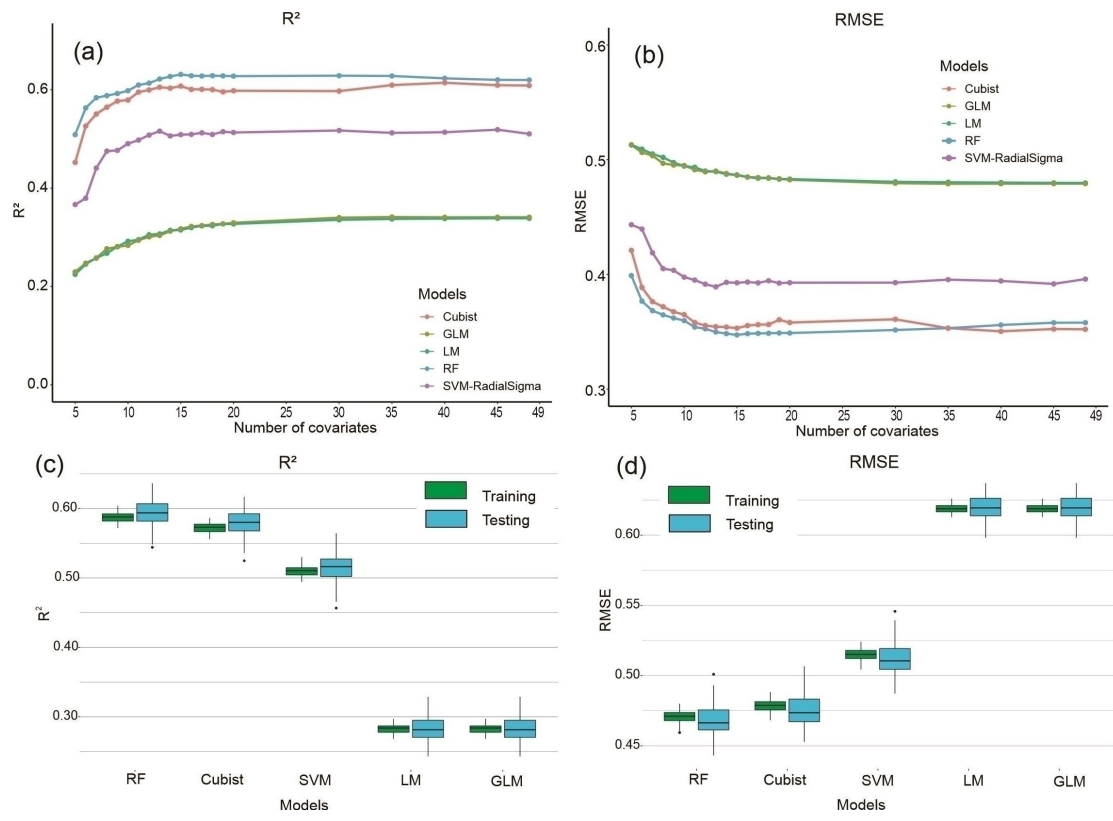 R²
(a)
R²
0.6
0.4
0.2
0.0
Models
Cubist
GLM
LM
RF
SVM-RadialSigma
5 10 15 20 30 35 40 45 49
Number of covariates
RMSE
(b)
RMSE
0.6
0.5
0.4
0.3
Models
Cubist
GLM
LM
RF
SVM-RadialSigma
5 10 15 20 30 35 40 45 49
Number of covariates
(c)
R²
R²
0.60
0.50
0.40
0.30
Training
Testing
RF Cubist SVM LM GLM
Models
(d)
RMSE
RMSE
0.60
0.55
0.50
0.45
Training
Testing
RF Cubist SVM LM GLM
Models